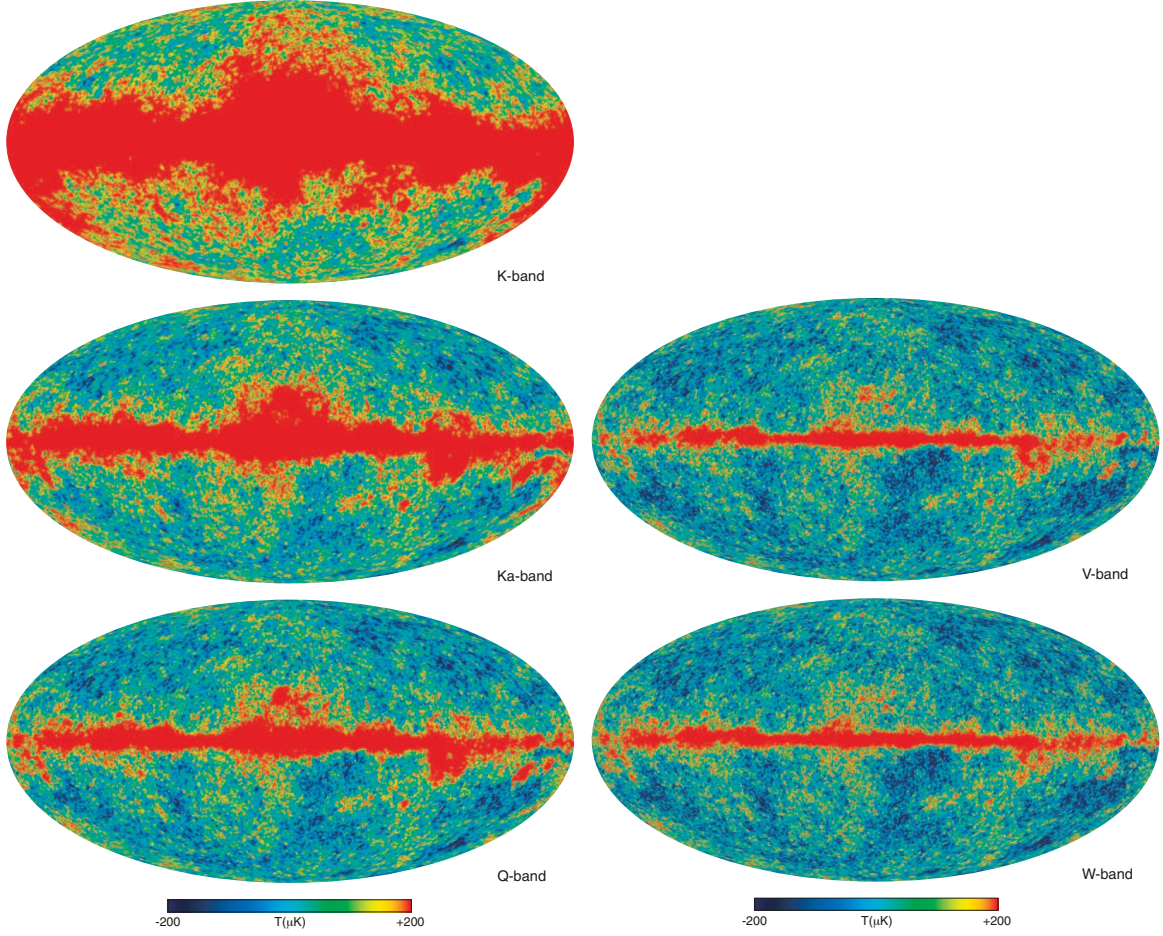 K-band
Ka-band
V-band
Q-band
W-band
-200 T(μK) +200
-200 T(μK) +200